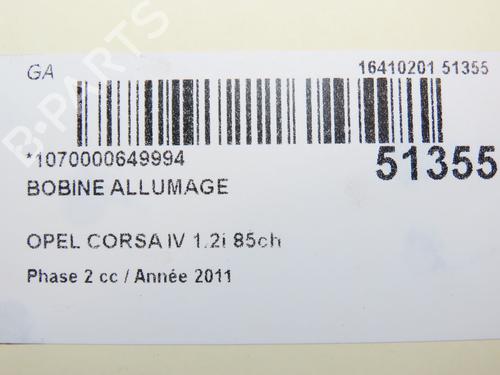 GA
16410201 51355
*1070000649994
51355
BOBINE ALLUMAGE
OPEL CORSA IV 1.2i 85ch
Phase 2 cc / Année 2011
B-PARTS